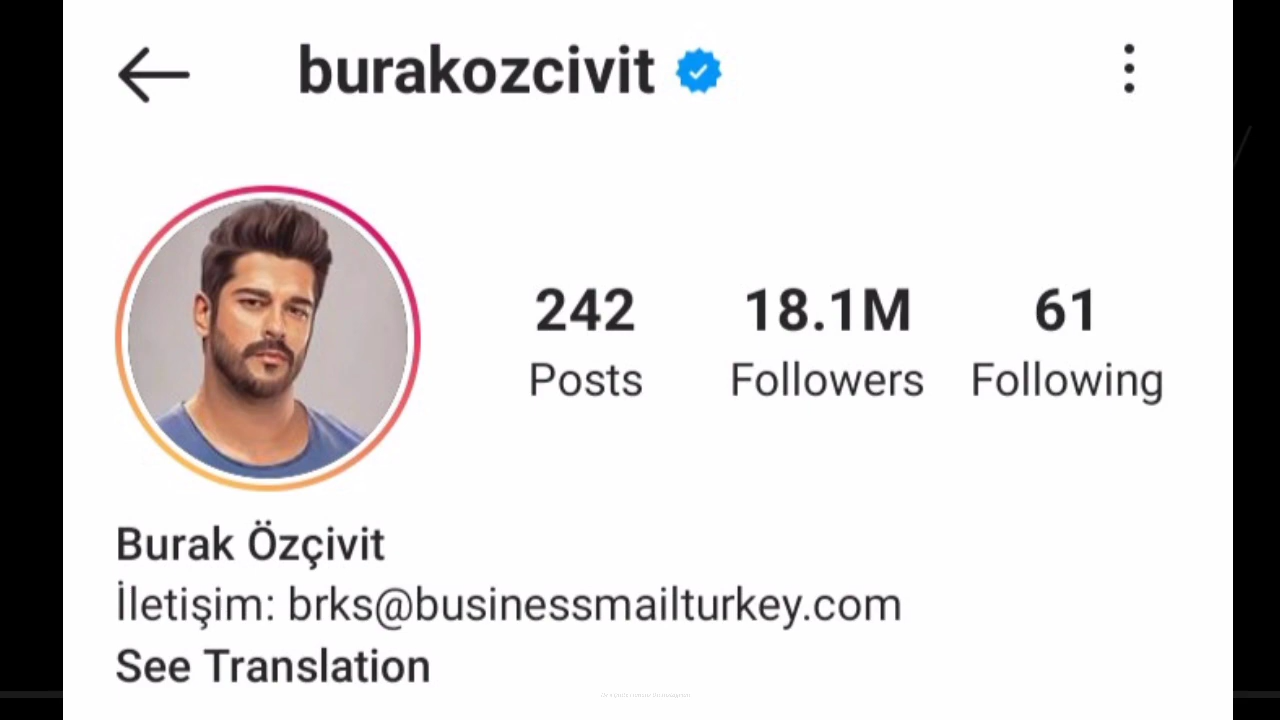 burakozcivit
242 18.1M 61
Posts Followers Following
Burak Özçivit
İletişim: brks@businessmailturkey.com
See Translation